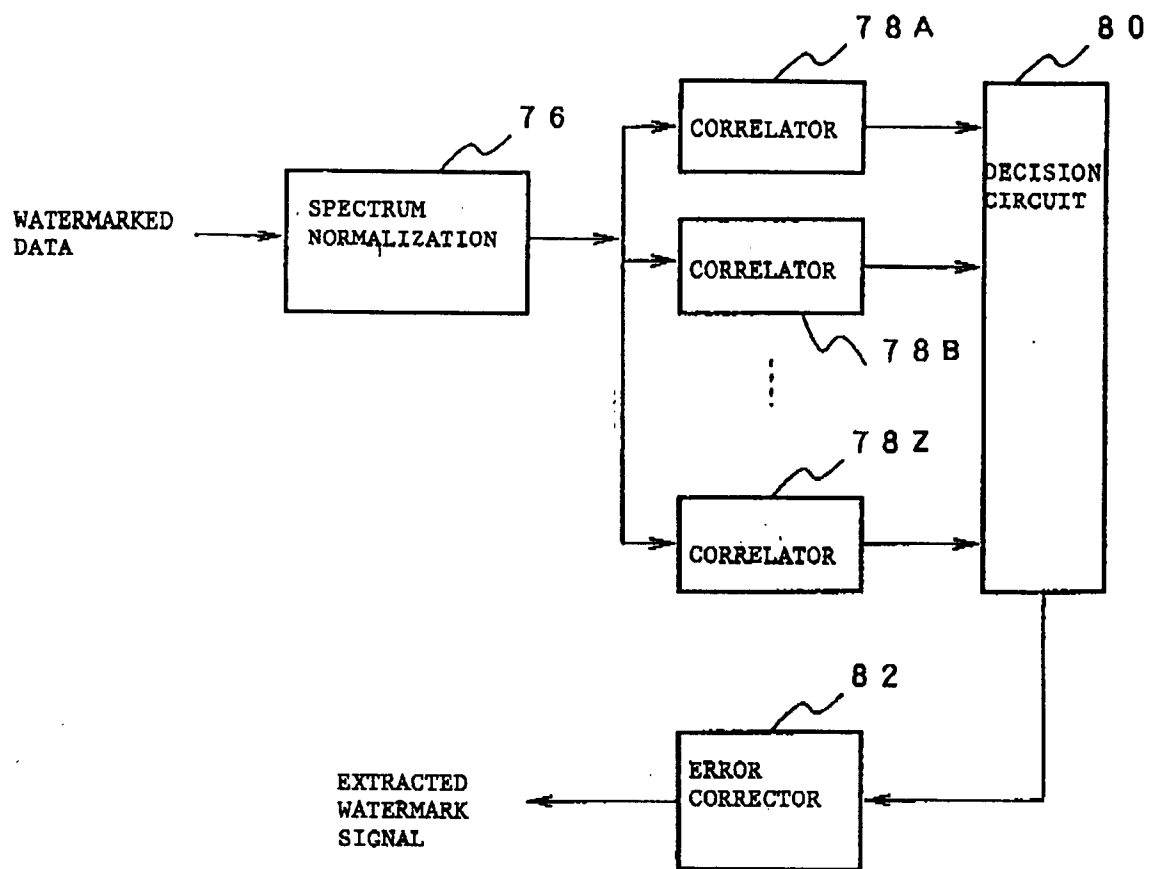 78A
80
CORRELATOR
76
DECISION
CIRCUIT
SPECTRUM
NORMALIZATION
WATERMARKED
DATA
CORRELATOR
78B
78Z
CORRELATOR
82
ERROR
CORRECTOR
EXTRACTED
WATERMARK
SIGNAL